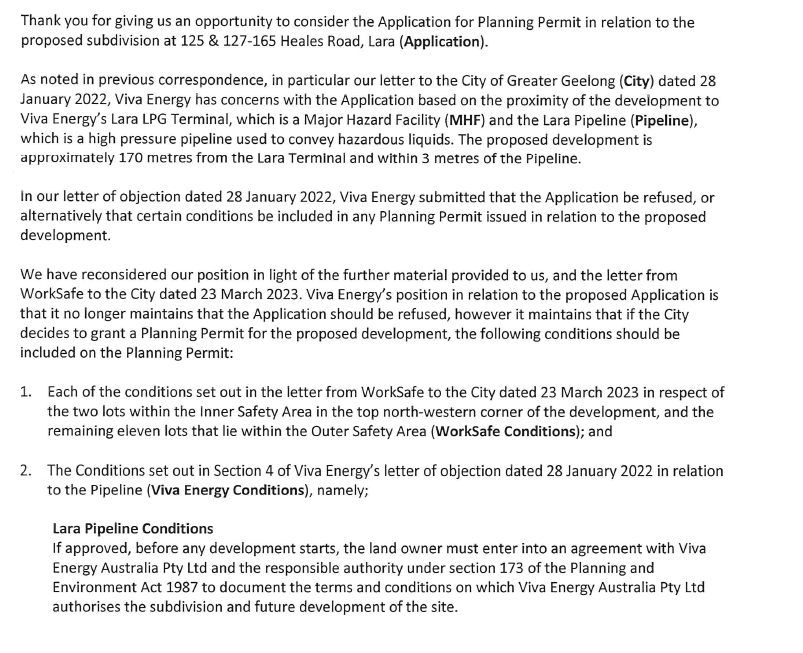 Thank you for giving us an opportunity to consider the Application for Planning Permit in relation to the
proposed subdivision at 125 & 127-165 Heales Road, Lara (Application).
As noted in previous correspondence, in particular our letter to the City of Greater Geelong (City) dated 28
January 2022, Viva Energy has concerns with the Application based on the proximity of the development to
Viva Energy's Lara LPG Terminal, which is a Major Hazard Facility (MHF) and the Lara Pipeline (Pipeline),
which is a high pressure pipeline used to convey hazardous liquids. The proposed development is
approximately 170 metres from the Lara Terminal and within 3 metres of the Pipeline.
In our letter of objection dated 28 January 2022, Viva Energy submitted that the Application be refused, or
alternatively that certain conditions be included in any Planning Permit issued in relation to the proposed
development.
We have reconsidered our position in light of the further material provided to us, and the letter from
WorkSafe to the City dated 23 March 2023. Viva Energy's position in relation to the proposed Application is
that it no longer maintains that the Application should be refused, however it maintains that if the City
decides to grant a Planning Permit for the proposed development, the following conditions should be
included on the Planning Permit:
1. Each of the conditions set out in the letter from WorkSafe to the City dated 23 March 2023 in respect of
the two lots within the Inner Safety Area in the top north-western corner of the development, and the
remaining eleven lots that lie within the Outer Safety Area (WorkSafe Conditions); and
2. The Conditions set out in Section 4 of Viva Energy's letter of objection dated 28 January 2022 in relation
to the Pipeline (Viva Energy Conditions), namely;
Lara Pipeline Conditions
If approved, before any development starts, the land owner must enter into an agreement with Viva
Energy Australia Pty Ltd and the responsible authority under section 173 of the Planning and
Environment Act 1987 to document the terms and conditions on which Viva Energy Australia Pty Ltd
authorises the subdivision and future development of the site.